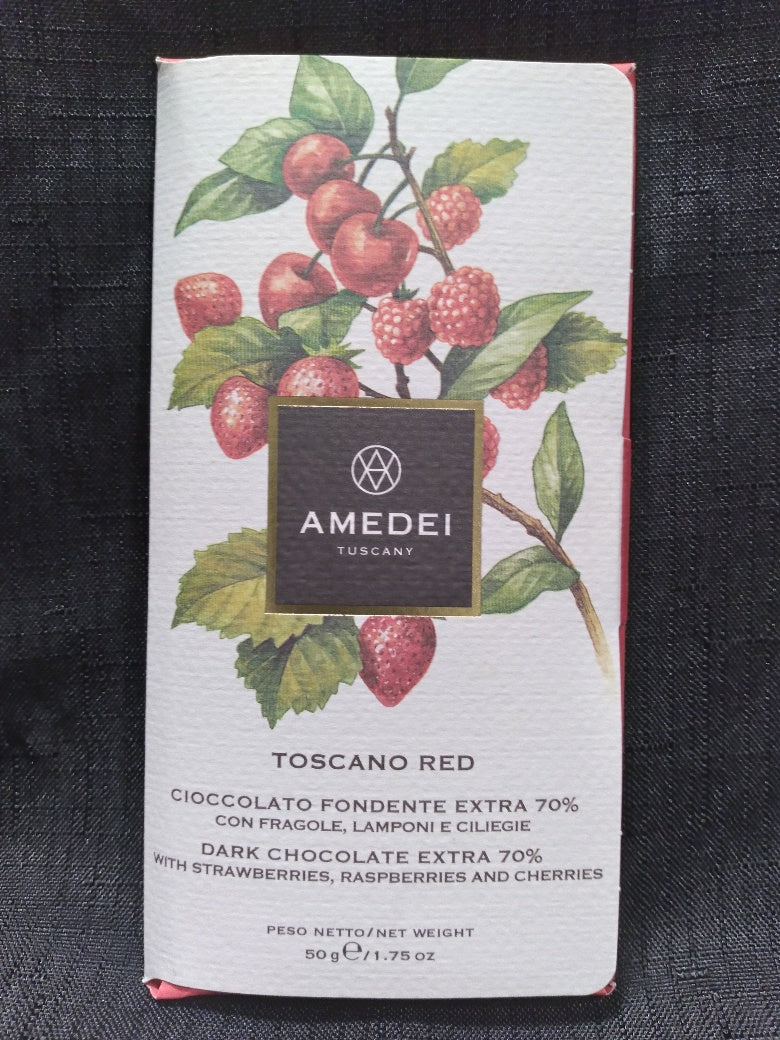 AMEDEI
TUSCANY
TOSCANO RED
CIOCCOLATO FONDENTE EXTRA 70%
CON FRAGOLE, LAMPONI E CILIEGIE
DARK CHOCOLATE EXTRA 70%
WITH STRAWBERRIES, RASPBERRIES AND CHERRIES
PESO NETTO/NET WEIGHT
50 g℮/1.75 OZ